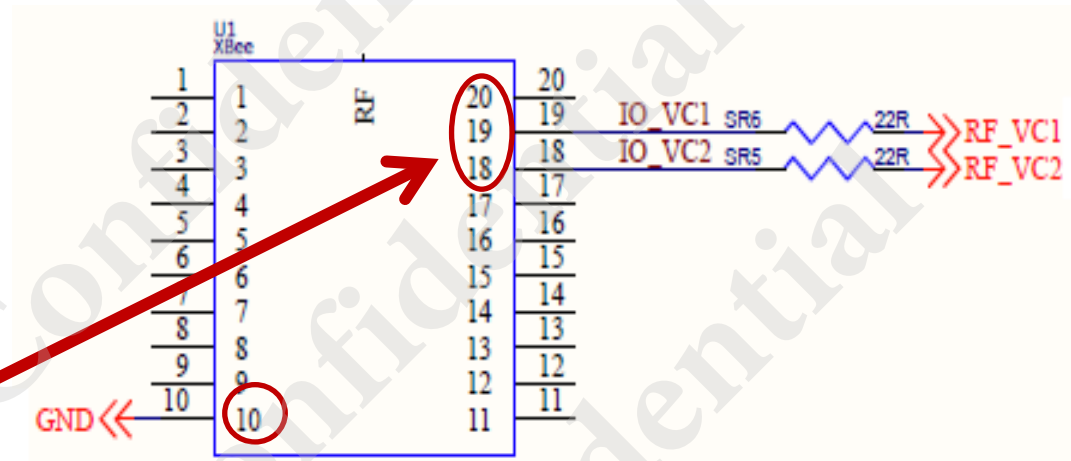 U1
XBee
RF
1 1 20 20
2 2 19 19 IO_VC1 SR6 22R RF_VC1
3 3 18 18 IO_VC2 SR5 22R RF_VC2
4 4 17 17
5 5 16 16
6 6 15 15
7 7 14 14
8 8 13 13
9 9 12 12
GND 10 10 11 11
Confidential
Confidential
Confidential